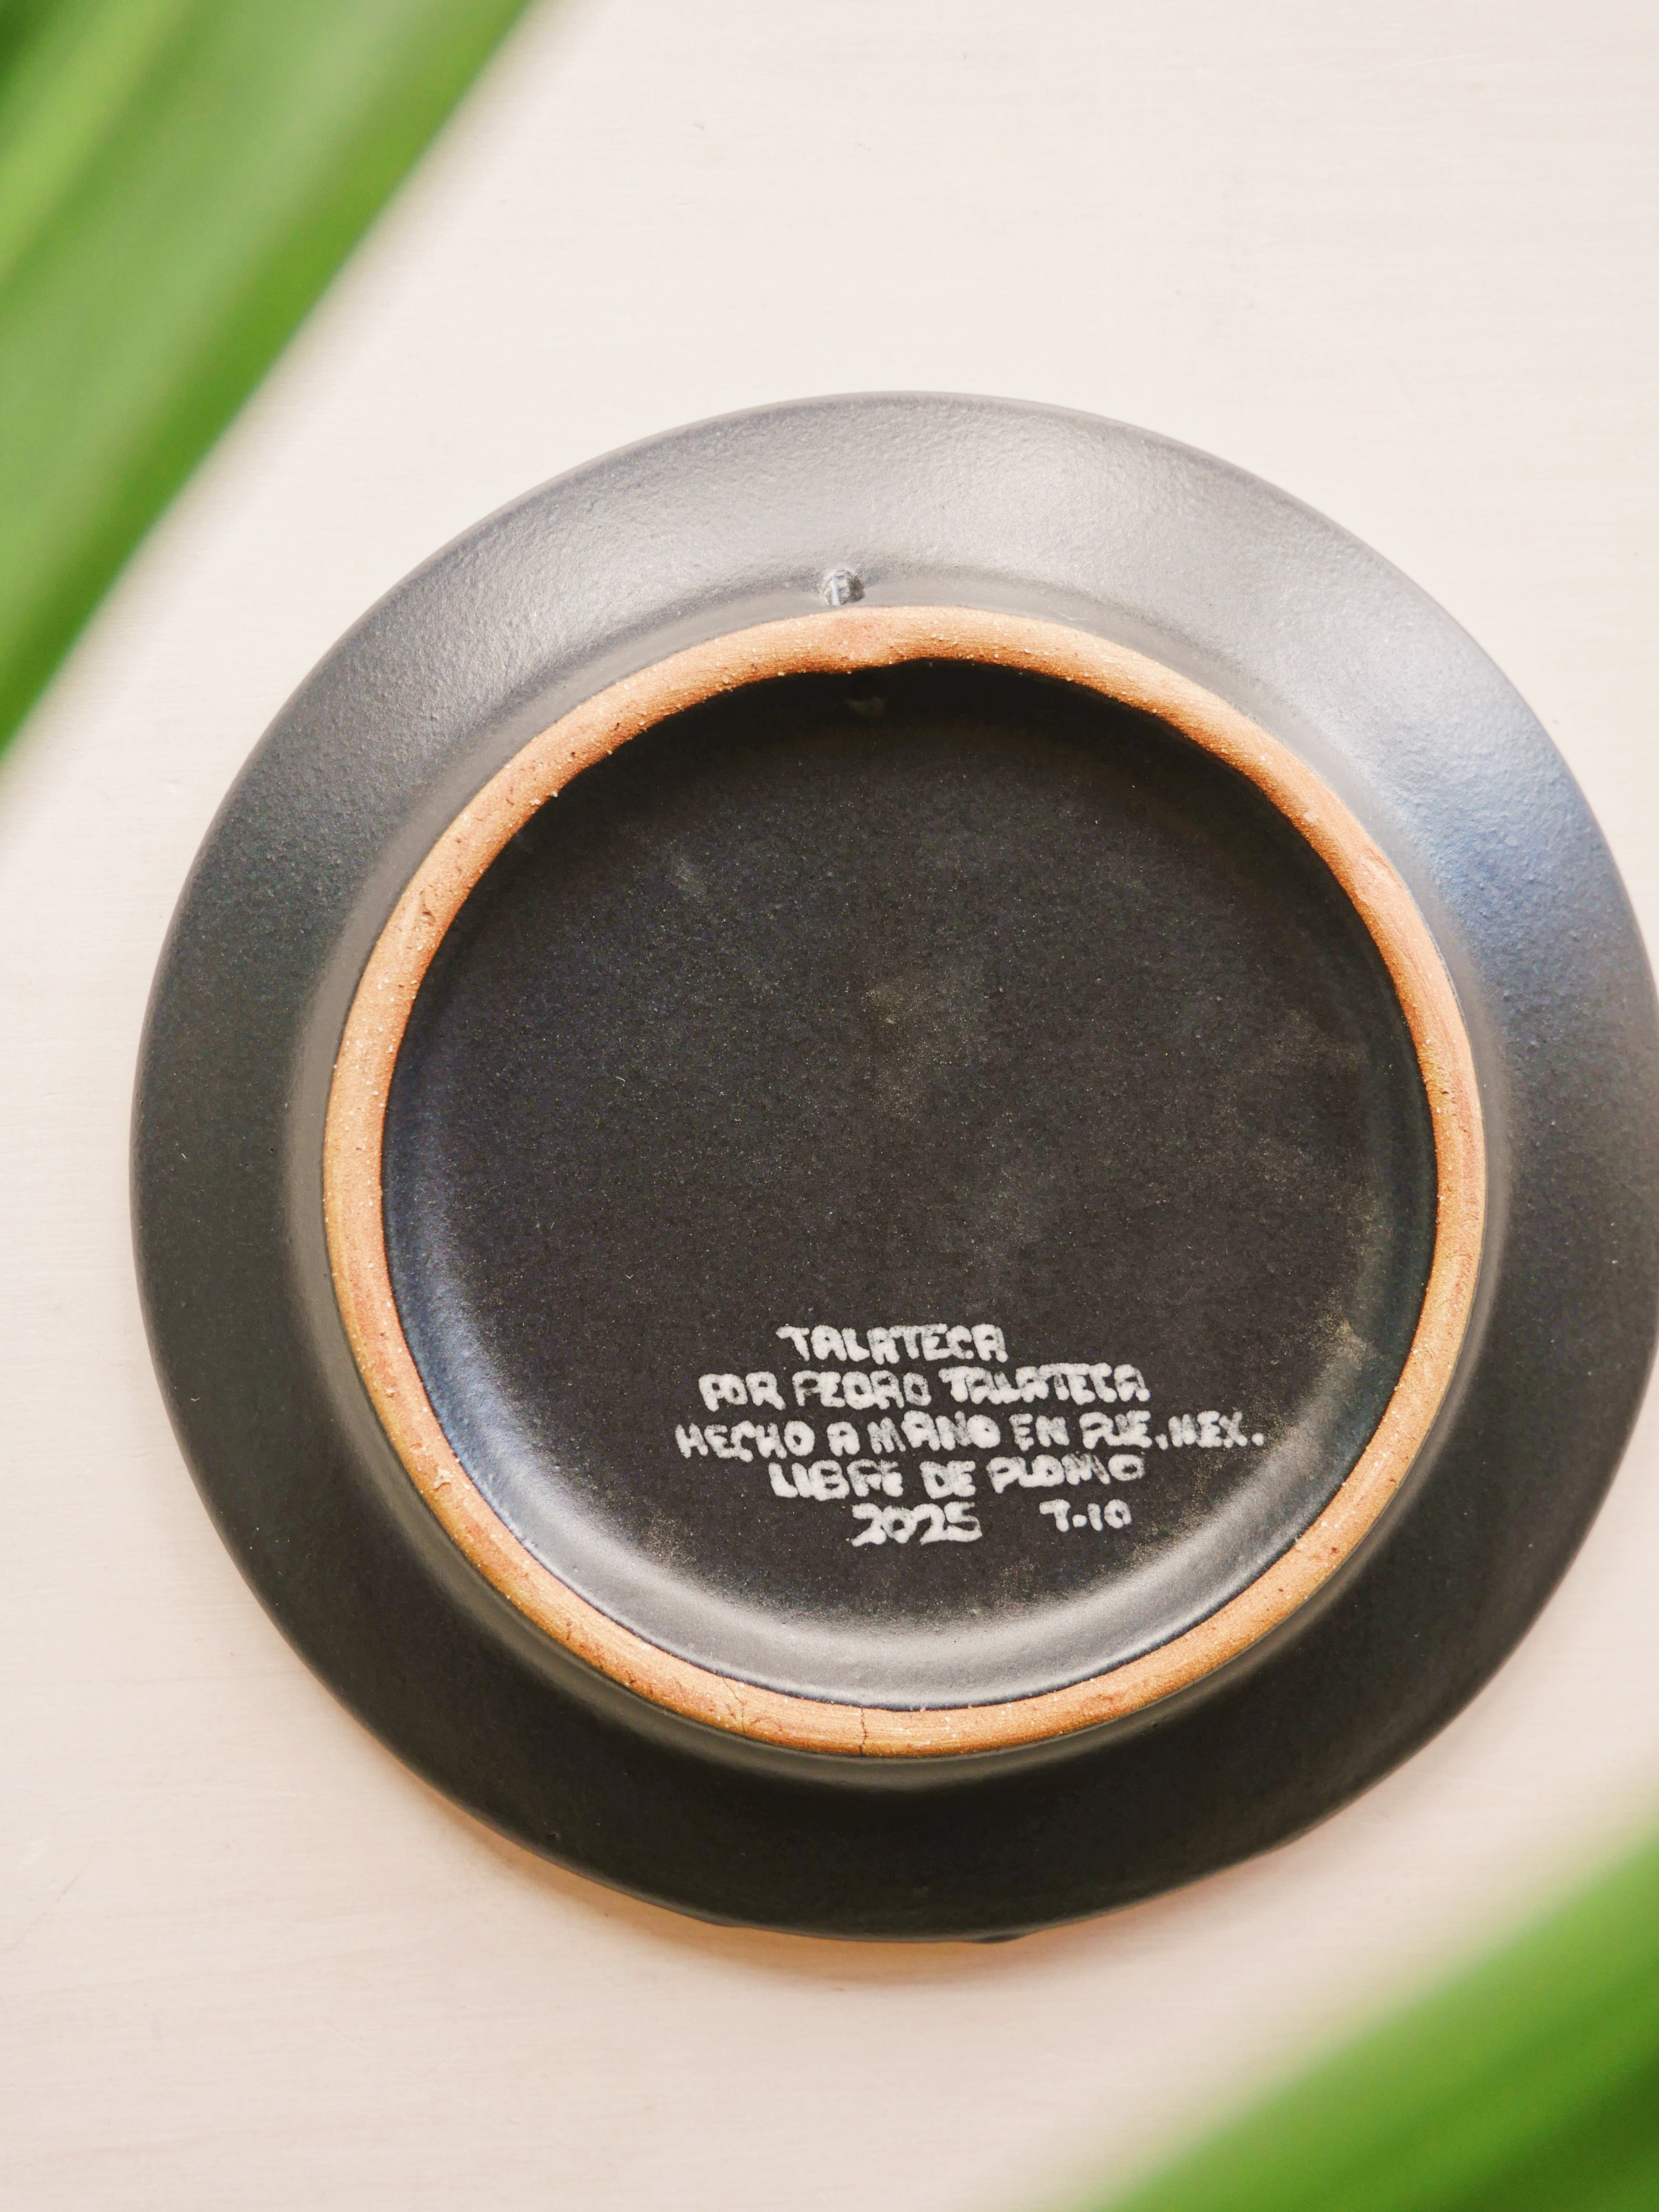 TALATECA
POR PEDRO TALATECA
HECHO A MANO EN PUE.MEX.
LIBRE DE PLOMO
2025 T-10